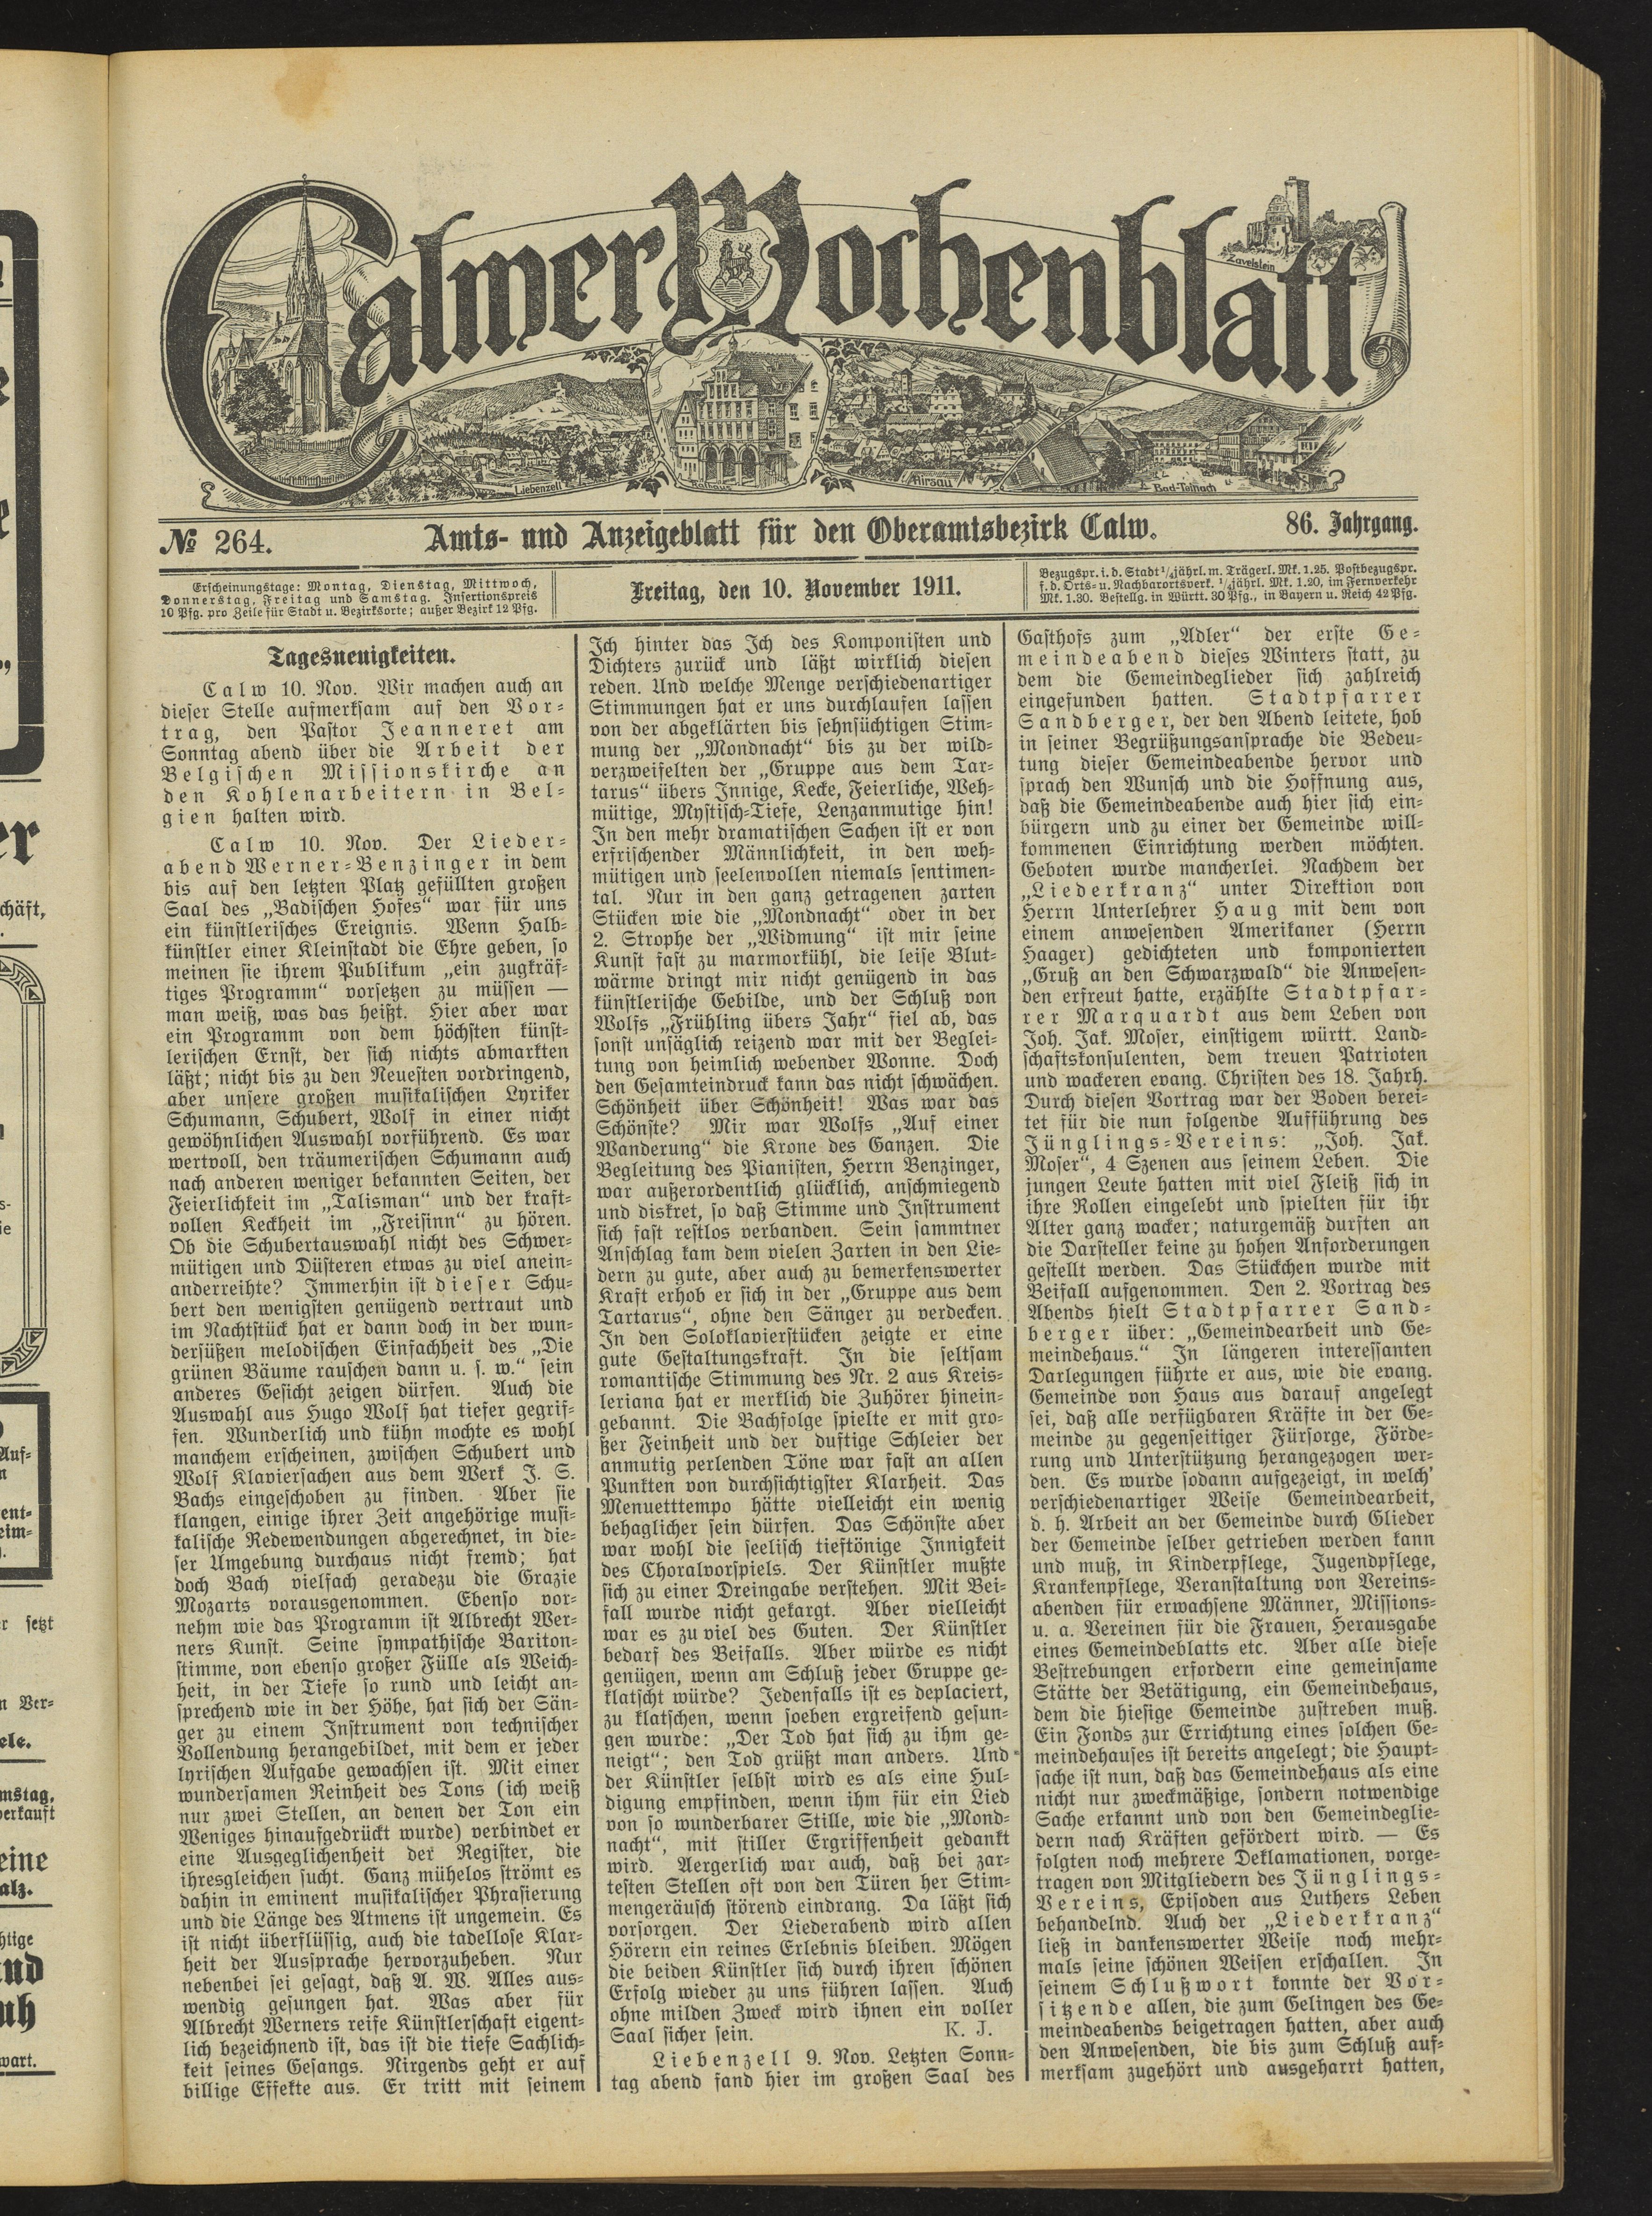 Calwer Wochenblatt
Zavelstein
Liebenzell
Rathaus
Hirsau
Bad-Teinach
№ 264.
Amts- und Anzeigeblatt für den Oberamtsbezirk Calw.
86. Jahrgang.
Erscheinungstage: Montag, Dienstag, Mittwoch,
Donnerstag, Freitag und Samstag. Insertionspreis
10 Pfg. pro Zeile für Stadt u. Bezirksorte; außer Bezirk 12 Pfg.
Freitag, den 10. November 1911.
Bezugspr. i. d. Stadt ¼jährl. m. Trägerl. Mk. 1.25. Postbezugspr.
f. d. Orts- u. Nachbarortsverk. ¼jährl. Mk. 1.20, im Fernverkehr
Mk. 1.30. Bestellg. in Württ. 30 Pfg., in Bayern u. Reich 42 Pfg.
Tagesneuigkeiten.
Calw 10. Nov. Wir machen auch an
dieser Stelle aufmerksam auf den Vor-
trag, den Pastor Jeanneret am
Sonntag abend über die Arbeit der
Belgischen Missionskirche an
den Kohlenarbeitern in Bel-
gien halten wird.
Calw 10. Nov. Der Lieder-
abend Werner-Benzinger in dem
bis auf den letzten Platz gefüllten großen
Saal des „Badischen Hofes“ war für uns
ein künstlerisches Ereignis. Wenn Halb-
künstler einer Kleinstadt die Ehre geben, so
meinen sie ihrem Publikum „ein zugkräf-
tiges Programm“ vorsetzen zu müssen —
man weiß, was das heißt. Hier aber war
ein Programm von dem höchsten künst-
lerischen Ernst, der sich nichts abmarkten
läßt; nicht bis zu den Neuesten vordringend,
aber unsere großen musikalischen Lyriker
Schumann, Schubert, Wolf in einer nicht
gewöhnlichen Auswahl vorführend. Es war
wertvoll, den träumerischen Schumann auch
nach anderen weniger bekannten Seiten, der
Feierlichkeit im „Talisman“ und der kraft-
vollen Keckheit im „Freisinn“ zu hören.
Ob die Schubertauswahl nicht des Schwer-
mütigen und Düsteren etwas zu viel anein-
anderreihte? Immerhin ist dieser Schu-
bert den wenigsten genügend vertraut und
im Nachtstück hat er dann doch in der wun-
dersüßen melodischen Einfachheit des „Die
grünen Bäume rauschen dann u. s. w.“ sein
anderes Gesicht zeigen dürfen. Auch die
Auswahl aus Hugo Wolf hat tiefer gegrif-
fen. Wunderlich und kühn mochte es wohl
manchem erscheinen, zwischen Schubert und
Wolf Klaviersachen aus dem Werk J. S.
Bachs eingeschoben zu finden. Aber sie
klangen, einige ihrer Zeit angehörige musi-
kalische Redewendungen abgerechnet, in die-
ser Umgebung durchaus nicht fremd; hat
doch Bach vielfach geradezu die Grazie
Mozarts vorausgenommen. Ebenso vor-
nehm wie das Programm ist Albrecht Wer-
ners Kunst. Seine sympathische Bariton-
stimme, von ebenso großer Fülle als Weich-
heit, in der Tiefe so rund und leicht an-
sprechend wie in der Höhe, hat sich der Sän-
ger zu einem Instrument von technischer
Vollendung herangebildet, mit dem er jeder
lyrischen Aufgabe gewachsen ist. Mit einer
wundersamen Reinheit des Tons (ich weiß
nur zwei Stellen, an denen der Ton ein
Weniges hinaufgedrückt wurde) verbindet er
eine Ausgeglichenheit der Register, die
ihresgleichen sucht. Ganz mühelos strömt es
dahin in eminent musikalischer Phrasierung
und die Länge des Atmens ist ungemein. Es
ist nicht überflüssig, auch die tadellose Klar-
heit der Aussprache hervorzuheben. Nur
nebenbei sei gesagt, daß A. W. Alles aus-
wendig gesungen hat. Was aber für
Albrecht Werners reife Künstlerschaft eigent-
lich bezeichnend ist, das ist die tiefe Sachlich-
keit seines Gesangs. Nirgends geht er auf
billige Effekte aus. Er tritt mit seinem
Ich hinter das Ich des Komponisten und
Dichters zurück und läßt wirklich diesen
reden. Und welche Menge verschiedenartiger
Stimmungen hat er uns durchlaufen lassen
von der abgeklärten bis sehnsüchtigen Stim-
mung der „Mondnacht“ bis zu der wild-
verzweifelten der „Gruppe aus dem Tar-
tarus“ übers Innige, Kecke, Feierliche, Weh-
mütige, Mystisch-Tiefe, Lenzanmutige hin!
In den mehr dramatischen Sachen ist er von
erfrischender Männlichkeit, in den weh-
mütigen und seelenvollen niemals sentimen-
tal. Nur in den ganz getragenen zarten
Stücken wie die „Mondnacht“ oder in der
2. Strophe der „Widmung“ ist mir seine
Kunst fast zu marmorkühl, die leise Blut-
wärme dringt mir nicht genügend in das
künstlerische Gebilde, und der Schluß von
Wolfs „Frühling übers Jahr“ fiel ab, das
sonst unsäglich reizend war mit der Beglei-
tung von heimlich webender Wonne. Doch
den Gesamteindruck kann das nicht schwächen.
Schönheit über Schönheit! Was war das
Schönste? Mir war Wolfs „Auf einer
Wanderung“ die Krone des Ganzen. Die
Begleitung des Pianisten, Herrn Benzinger,
war außerordentlich glücklich, anschmiegend
und diskret, so daß Stimme und Instrument
sich fast restlos verbanden. Sein sammtner
Anschlag kam dem vielen Zarten in den Lie-
dern zu gute, aber auch zu bemerkenswerter
Kraft erhob er sich in der „Gruppe aus dem
Tartarus“, ohne den Sänger zu verdecken.
In den Soloklavierstücken zeigte er eine
gute Gestaltungskraft. In die seltsam
romantische Stimmung des Nr. 2 aus Kreis-
leriana hat er merklich die Zuhörer hinein-
gebannt. Die Bachfolge spielte er mit gro-
ßer Feinheit und der duftige Schleier der
anmutig perlenden Töne war fast an allen
Punkten von durchsichtigster Klarheit. Das
Menuetttempo hätte vielleicht ein wenig
behaglicher sein dürfen. Das Schönste aber
war wohl die seelisch tieftönige Innigkeit
des Choralvorspiels. Der Künstler mußte
sich zu einer Dreingabe verstehen. Mit Bei-
fall wurde nicht gekargt. Aber vielleicht
war es zu viel des Guten. Der Künstler
bedarf des Beifalls. Aber würde es nicht
genügen, wenn am Schluß jeder Gruppe ge-
klatscht würde? Jedenfalls ist es deplaciert,
zu klatschen, wenn soeben ergreifend gesun-
gen wurde: „Der Tod hat sich zu ihm ge-
neigt“; den Tod grüßt man anders. Und
der Künstler selbst wird es als eine Hul-
digung empfinden, wenn ihm für ein Lied
von so wunderbarer Stille, wie die „Mond-
nacht“, mit stiller Ergriffenheit gedankt
wird. Aergerlich war auch, daß bei zar-
testen Stellen oft von den Türen her Stim-
mengeräusch störend eindrang. Da läßt sich
vorsorgen. Der Liederabend wird allen
Hörern ein reines Erlebnis bleiben. Mögen
die beiden Künstler sich durch ihren schönen
Erfolg wieder zu uns führen lassen. Auch
ohne milden Zweck wird ihnen ein voller
Saal sicher sein. K. J.
Liebenzell 9. Nov. Letzten Sonn-
tag abend fand hier im großen Saal des
Gasthofs zum „Adler“ der erste Ge-
meindeabend dieses Winters statt, zu
dem die Gemeindeglieder sich zahlreich
eingefunden hatten. Stadtpfarrer
Sandberger, der den Abend leitete, hob
in seiner Begrüßungsansprache die Bedeu-
tung dieser Gemeindeabende hervor und
sprach den Wunsch und die Hoffnung aus,
daß die Gemeindeabende auch hier sich ein-
bürgern und zu einer der Gemeinde will-
kommenen Einrichtung werden möchten.
Geboten wurde mancherlei. Nachdem der
„Liederkranz“ unter Direktion von
Herrn Unterlehrer Haug mit dem von
einem anwesenden Amerikaner (Herrn
Haager) gedichteten und komponierten
„Gruß an den Schwarzwald“ die Anwesen-
den erfreut hatte, erzählte Stadtpfar-
rer Marquardt aus dem Leben von
Joh. Jak. Moser, einstigem württ. Land-
schaftskonsulenten, dem treuen Patrioten
und wackeren evang. Christen des 18. Jahrh.
Durch diesen Vortrag war der Boden berei-
tet für die nun folgende Aufführung des
Jünglings-Vereins: „Joh. Jak.
Moser“, 4 Szenen aus seinem Leben. Die
jungen Leute hatten mit viel Fleiß sich in
ihre Rollen eingelebt und spielten für ihr
Alter ganz wacker; naturgemäß durften an
die Darsteller keine zu hohen Anforderungen
gestellt werden. Das Stückchen wurde mit
Beifall aufgenommen. Den 2. Vortrag des
Abends hielt Stadtpfarrer Sand-
berger über: „Gemeindearbeit und Ge-
meindehaus.“ In längeren interessanten
Darlegungen führte er aus, wie die evang.
Gemeinde von Haus aus darauf angelegt
sei, daß alle verfügbaren Kräfte in der Ge-
meinde zu gegenseitiger Fürsorge, Förde-
rung und Unterstützung herangezogen wer-
den. Es wurde sodann aufgezeigt, in welch’
verschiedenartiger Weise Gemeindearbeit,
d. h. Arbeit an der Gemeinde durch Glieder
der Gemeinde selber getrieben werden kann
und muß, in Kinderpflege, Jugendpflege,
Krankenpflege, Veranstaltung von Vereins-
abenden für erwachsene Männer, Missions-
u. a. Vereinen für die Frauen, Herausgabe
eines Gemeindeblatts etc. Aber alle diese
Bestrebungen erfordern eine gemeinsame
Stätte der Betätigung, ein Gemeindehaus,
dem die hiesige Gemeinde zustreben muß.
Ein Fonds zur Errichtung eines solchen Ge-
meindehauses ist bereits angelegt; die Haupt-
sache ist nun, daß das Gemeindehaus als eine
nicht nur zweckmäßige, sondern notwendige
Sache erkannt und von den Gemeindeglie-
dern nach Kräften gefördert wird. — Es
folgten noch mehrere Deklamationen, vorge-
tragen von Mitgliedern des Jünglings-
Vereins, Episoden aus Luthers Leben
behandelnd. Auch der „Liederkranz“
ließ in dankenswerter Weise noch mehr-
mals seine schönen Weisen erschallen. In
seinem Schlußwort konnte der Vor-
sitzende allen, die zum Gelingen des Ge-
meindeabends beigetragen hatten, aber auch
den Anwesenden, die bis zum Schluß auf-
merksam zugehört und ausgeharrt hatten,